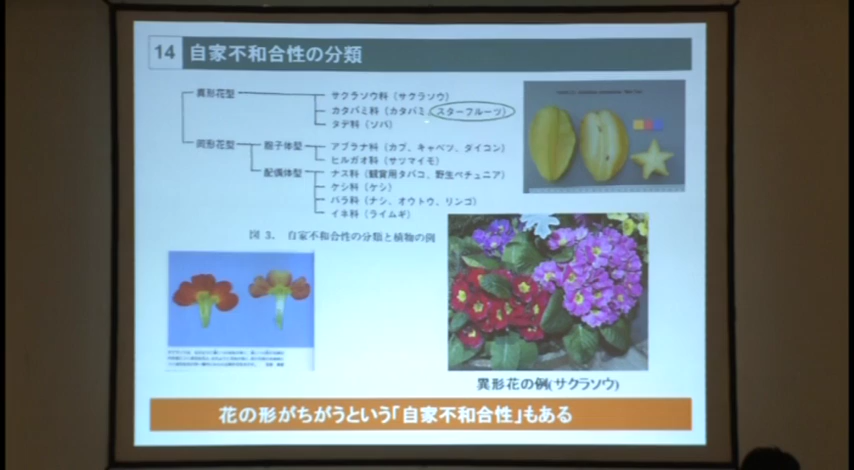 14 自家不和合性の分類
異形花型
サクラソウ科（サクラソウ）
カタバミ科（カタバミ、スターフルーツ）
タデ科（ソバ）
同形花型
胞子体型
アブラナ科（カブ、キャベツ、ダイコン）
ヒルガオ科（サツマイモ）
配偶体型
ナス科（観賞用タバコ、野生ペチュニア）
ケシ科（ケシ）
バラ科（ナシ、オウトウ、リンゴ）
イネ科（ライムギ）
図 3. 自家不和合性の分類と植物の例
異形花の例(サクラソウ)
花の形がちがうという「自家不和合性」もある